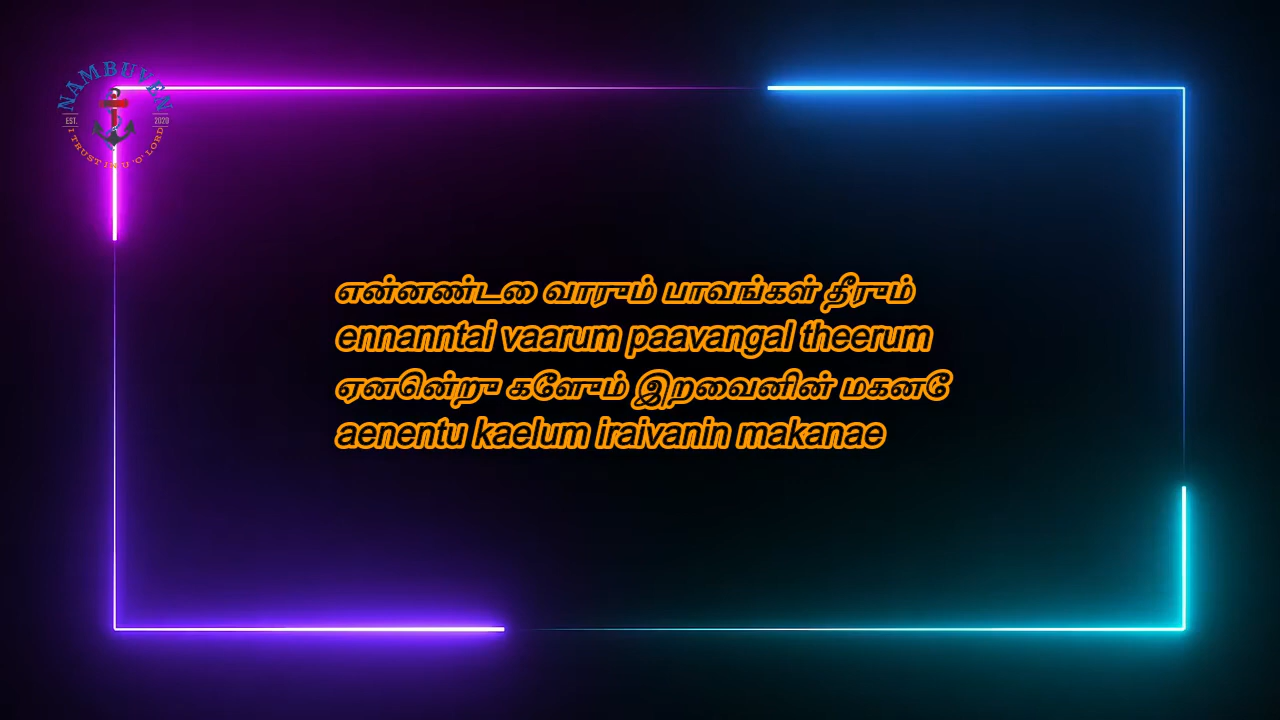 NAMBUVEN
EST. 2020
I TRUST IN U 'O' LORD
என்னண்டை வாரும் பாவங்கள் தீரும்
ennanntai vaarum paavangal theerum
ஏனென்று கேளும் இறைவனின் மகனே
aenentu kaelum iraivanin makanae